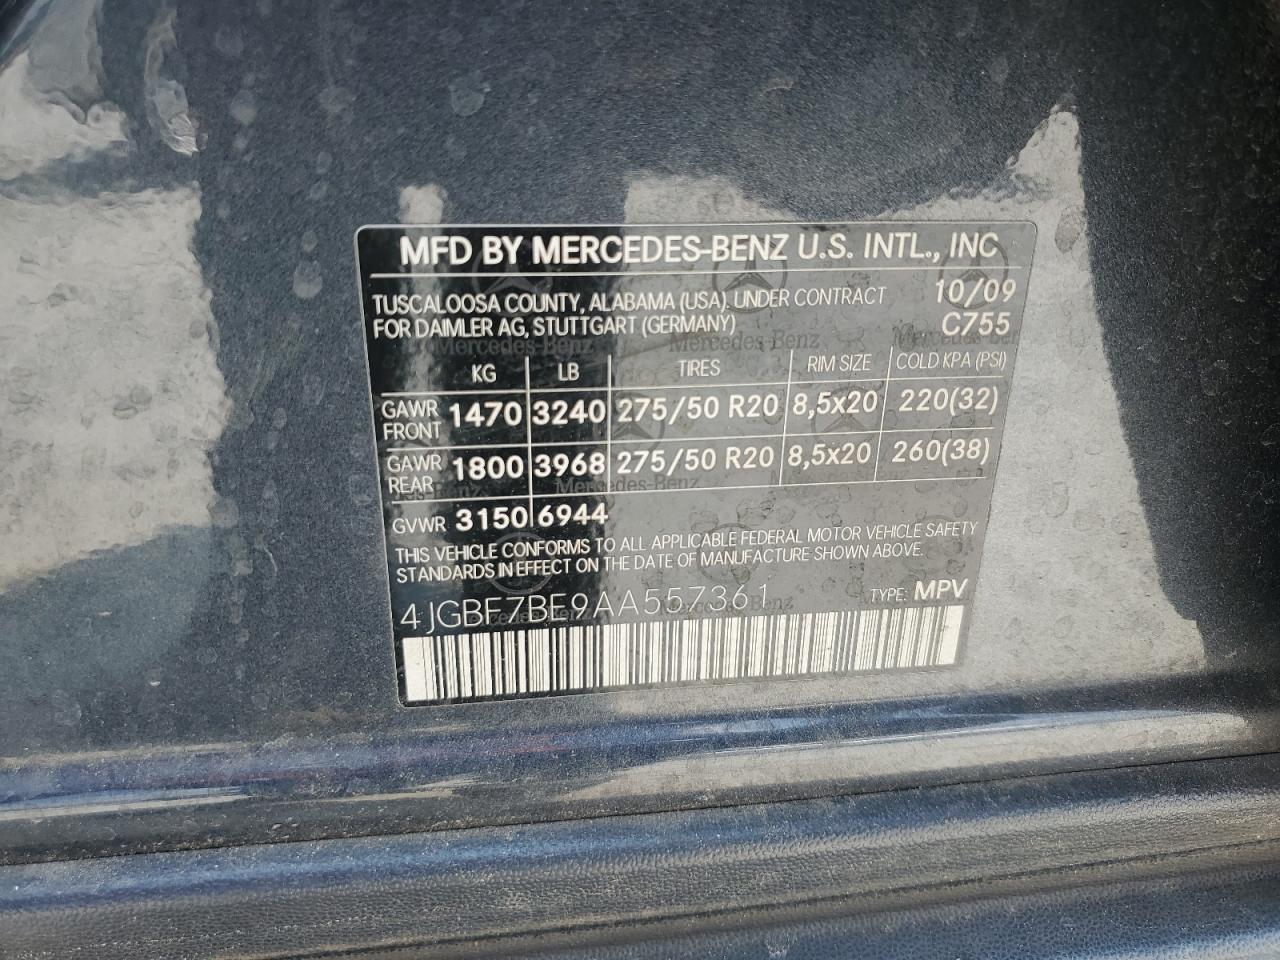 MFD BY MERCEDES-BENZ U.S. INTL., INC
TUSCALOOSA COUNTY, ALABAMA (USA), UNDER CONTRACT 10/09
FOR DAIMLER AG, STUTTGART (GERMANY) C755
KG LB TIRES RIM SIZE COLD KPA (PSI)
GAWR FRONT 1470 3240 275/50 R20 8,5x20 220(32)
GAWR REAR 1800 3968 275/50 R20 8,5x20 260(38)
GVWR 3150 6944
THIS VEHICLE CONFORMS TO ALL APPLICABLE FEDERAL MOTOR VEHICLE SAFETY
STANDARDS IN EFFECT ON THE DATE OF MANUFACTURE SHOWN ABOVE.
4JGBF7BE9AA557361 TYPE: MPV